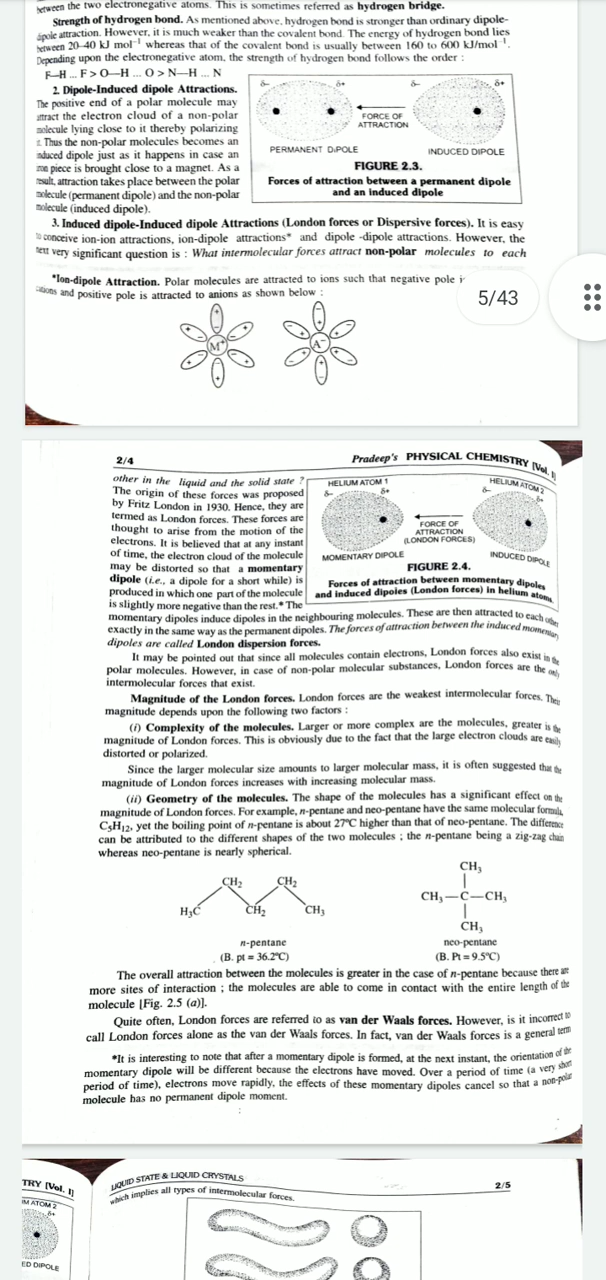 between the two electronegative atoms. This is sometimes referred as hydrogen bridge.
Strength of hydrogen bond. As mentioned above, hydrogen bond is stronger than ordinary dipole-
dipole attraction. However, it is much weaker than the covalent bond. The energy of hydrogen bond lies
between 20–40 kJ mol⁻¹ whereas that of the covalent bond is usually between 160 to 600 kJ/mol⁻¹.
Depending upon the electronegative atom, the strength of hydrogen bond follows the order :
F—H ... F > O—H ... O > N—H ... N
2. Dipole-Induced dipole Attractions.
The positive end of a polar molecule may
attract the electron cloud of a non-polar
molecule lying close to it thereby polarizing
it. Thus the non-polar molecules becomes an
induced dipole just as it happens in case an
iron piece is brought close to a magnet. As a
result, attraction takes place between the polar
molecule (permanent dipole) and the non-polar
molecule (induced dipole).
δ- δ+ δ- δ+
FORCE OF
ATTRACTION
PERMANENT DIPOLE INDUCED DIPOLE
FIGURE 2.3.
Forces of attraction between a permanent dipole
and an induced dipole
3. Induced dipole-Induced dipole Attractions (London forces or Dispersive forces). It is easy
to conceive ion-ion attractions, ion-dipole attractions* and dipole -dipole attractions. However, the
next very significant question is : What intermolecular forces attract non-polar molecules to each
*Ion-dipole Attraction. Polar molecules are attracted to ions such that negative pole
cations and positive pole is attracted to anions as shown below :
M⁺ A⁻
5/43
2/4 Pradeep's PHYSICAL CHEMISTRY [Vol. I]
other in the liquid and the solid state ?
The origin of these forces was proposed
by Fritz London in 1930. Hence, they are
termed as London forces. These forces are
thought to arise from the motion of the
electrons. It is believed that at any instant
of time, the electron cloud of the molecule
may be distorted so that a momentary
dipole (i.e., a dipole for a short while) is
produced in which one part of the molecule
is slightly more negative than the rest.* The
HELIUM ATOM 1 HELIUM ATOM 2
δ- δ+ δ- δ+
FORCE OF
ATTRACTION
(LONDON FORCES)
MOMENTARY DIPOLE INDUCED DIPOLE
FIGURE 2.4.
Forces of attraction between momentary dipoles
and induced dipoles (London forces) in helium atoms
momentary dipoles induce dipoles in the neighbouring molecules. These are then attracted to each other
exactly in the same way as the permanent dipoles. The forces of attraction between the induced momentary
dipoles are called London dispersion forces.
It may be pointed out that since all molecules contain electrons, London forces also exist in the
polar molecules. However, in case of non-polar molecular substances, London forces are the only
intermolecular forces that exist.
Magnitude of the London forces. London forces are the weakest intermolecular forces. Their
magnitude depends upon the following two factors :
(i) Complexity of the molecules. Larger or more complex are the molecules, greater is the
magnitude of London forces. This is obviously due to the fact that the large electron clouds are easily
distorted or polarized.
Since the larger molecular size amounts to larger molecular mass, it is often suggested that the
magnitude of London forces increases with increasing molecular mass.
(ii) Geometry of the molecules. The shape of the molecules has a significant effect on the
magnitude of London forces. For example, n-pentane and neo-pentane have the same molecular formula,
C₅H₁₂, yet the boiling point of n-pentane is about 27°C higher than that of neo-pentane. The difference
can be attributed to the different shapes of the two molecules ; the n-pentane being a zig-zag chain
whereas neo-pentane is nearly spherical.
CH₂ CH₂
H₃C CH₂ CH₃
n-pentane
(B. pt = 36.2°C)
CH₃
CH₃—C—CH₃
CH₃
neo-pentane
(B. Pt = 9.5°C)
The overall attraction between the molecules is greater in the case of n-pentane because there are
more sites of interaction ; the molecules are able to come in contact with the entire length of the
molecule [Fig. 2.5 (a)].
Quite often, London forces are referred to as van der Waals forces. However, is it incorrect to
call London forces alone as the van der Waals forces. In fact, van der Waals forces is a general term
*It is interesting to note that after a momentary dipole is formed, at the next instant, the orientation of the
momentary dipole will be different because the electrons have moved. Over a period of time (a very short
period of time), electrons move rapidly, the effects of these momentary dipoles cancel so that a non-polar
molecule has no permanent dipole moment.
TRY [Vol. I]
ATOM 2
δ+
ED DIPOLE
LIQUID STATE & LIQUID CRYSTALS 2/5
which implies all types of intermolecular forces.